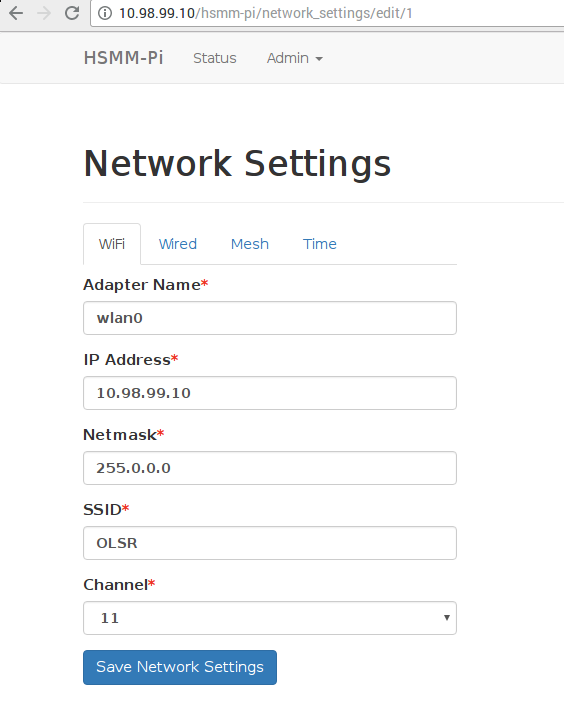 10.98.99.10/hsmm-pi/network_settings/edit/1
HSMM-Pi Status Admin
Network Settings
WiFi Wired Mesh Time
Adapter Name*
wlan0
IP Address*
10.98.99.10
Netmask*
255.0.0.0
SSID*
OLSR
Channel*
11
Save Network Settings